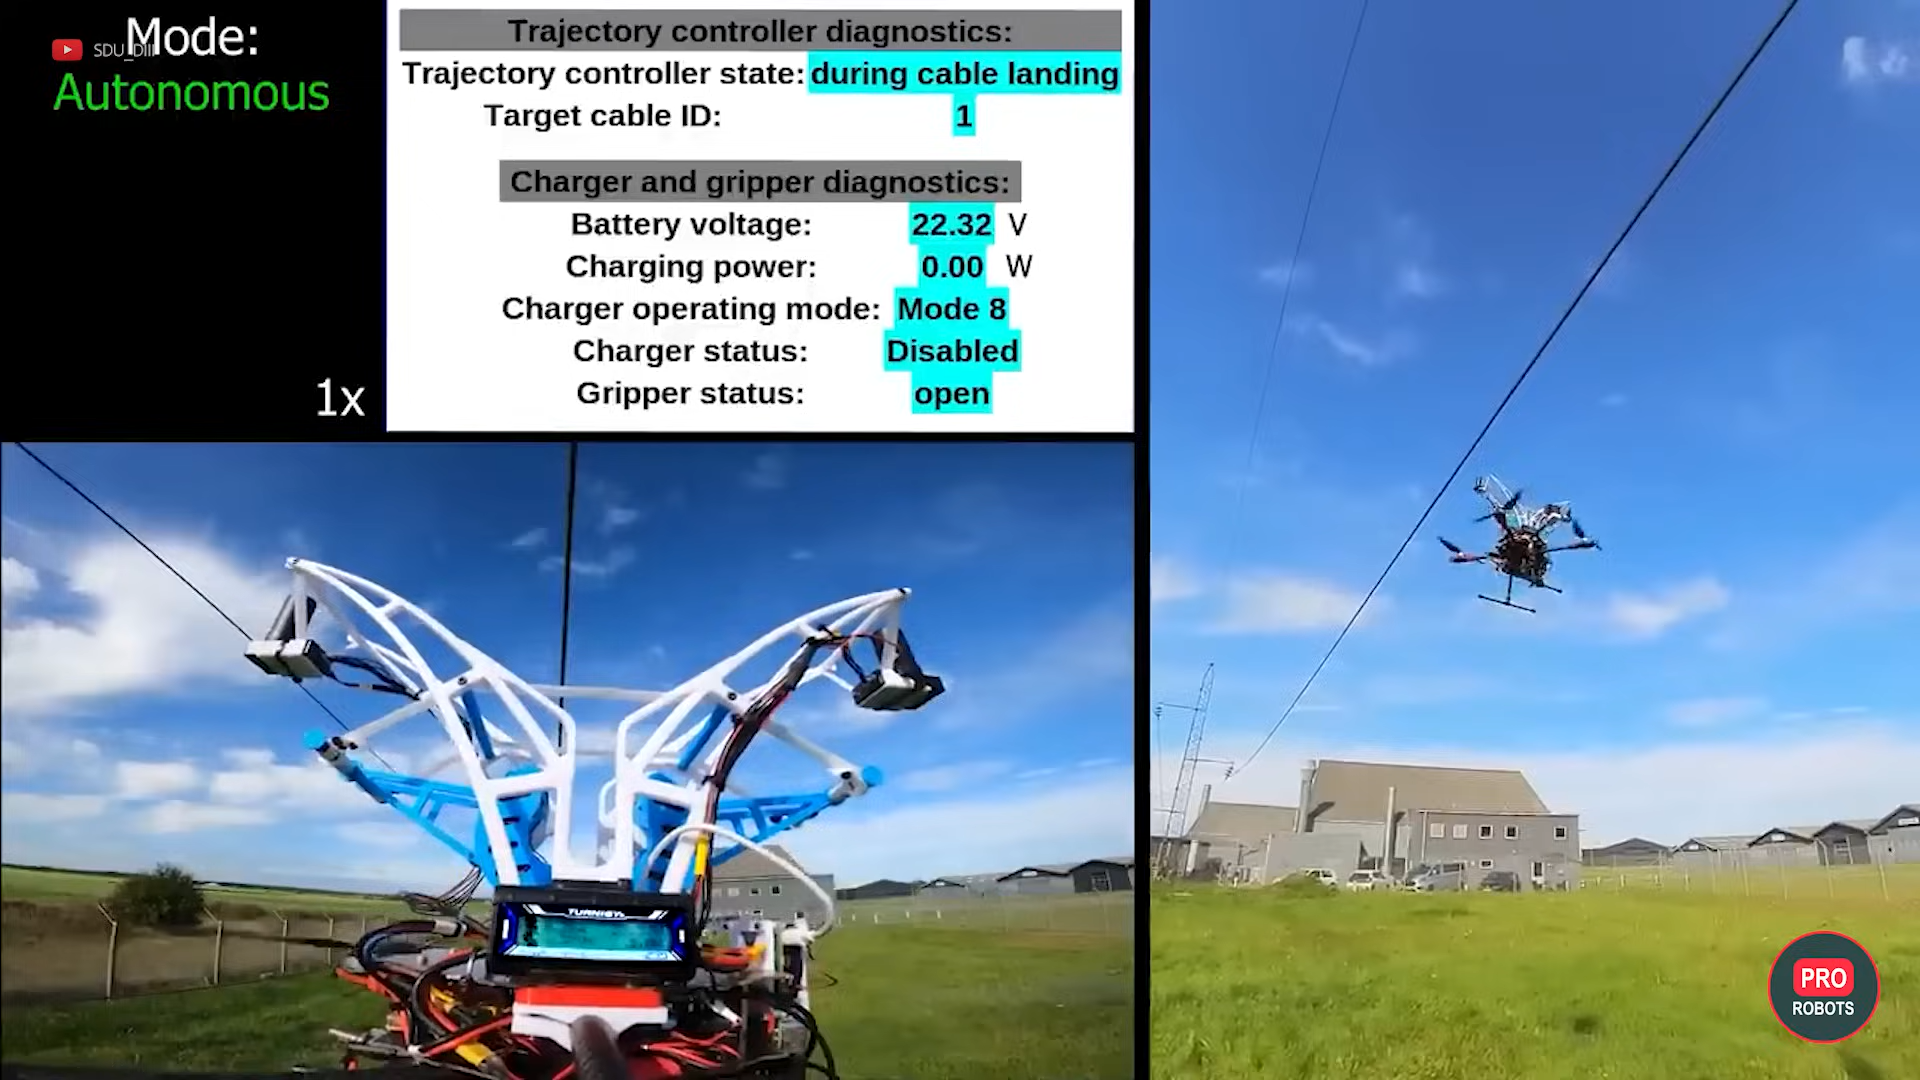 Mode:
SDU_DIII
Autonomous
1x
Trajectory controller diagnostics:
Trajectory controller state: during cable landing
Target cable ID: 1
Charger and gripper diagnostics:
Battery voltage: 22.32 V
Charging power: 0.00 W
Charger operating mode: Mode 8
Charger status: Disabled
Gripper status: open
TURNIGY
PRO
ROBOTS